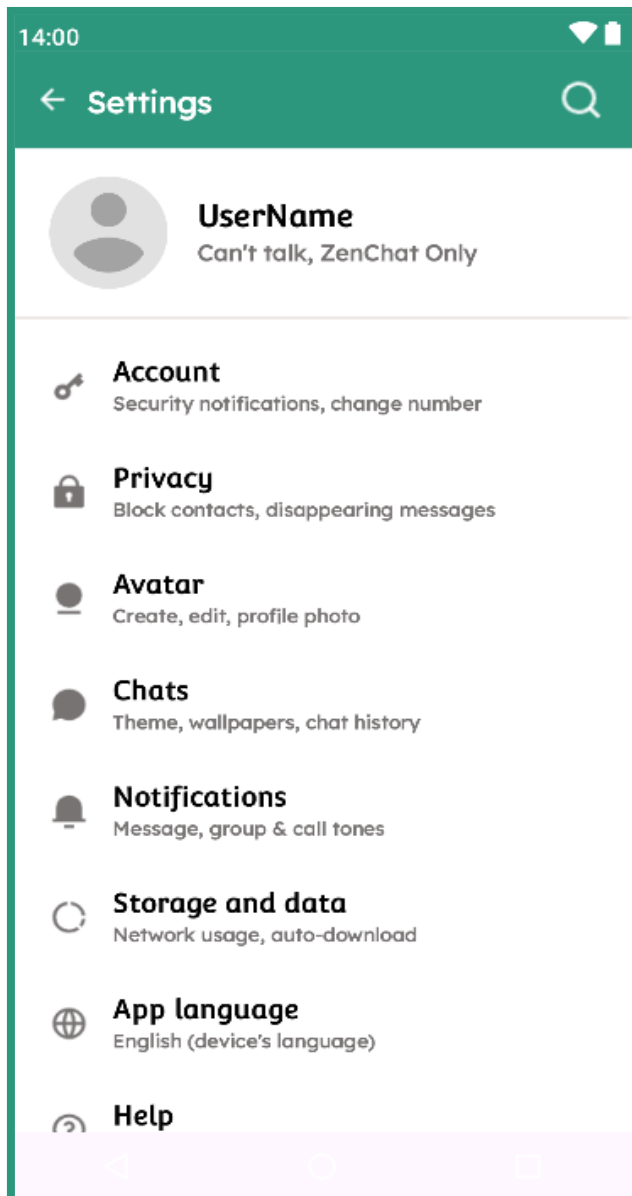 14:00
Settings
UserName
Can't talk, ZenChat Only
Account
Security notifications, change number
Privacy
Block contacts, disappearing messages
Avatar
Create, edit, profile photo
Chats
Theme, wallpapers, chat history
Notifications
Message, group & call tones
Storage and data
Network usage, auto-download
App language
English (device's language)
Help